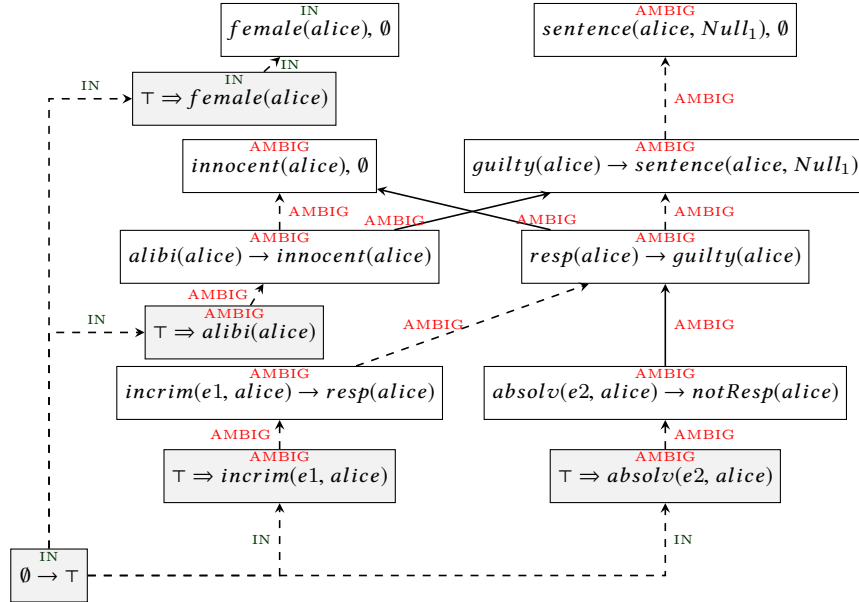 IN AMBIG
female(alice), ∅ sentence(alice, Null₁), ∅
IN
IN
IN AMBIG
⊤ ⇒ female(alice)
AMBIG AMBIG
innocent(alice), ∅ guilty(alice) → sentence(alice, Null₁)
AMBIG AMBIG AMBIG AMBIG
AMBIG AMBIG
alibi(alice) → innocent(alice) resp(alice) → guilty(alice)
AMBIG
AMBIG
IN ⊤ ⇒ alibi(alice) AMBIG AMBIG
AMBIG AMBIG
incrim(e1, alice) → resp(alice) absolv(e2, alice) → notResp(alice)
AMBIG AMBIG
AMBIG AMBIG
⊤ ⇒ incrim(e1, alice) ⊤ ⇒ absolv(e2, alice)
IN IN
IN
∅ → ⊤